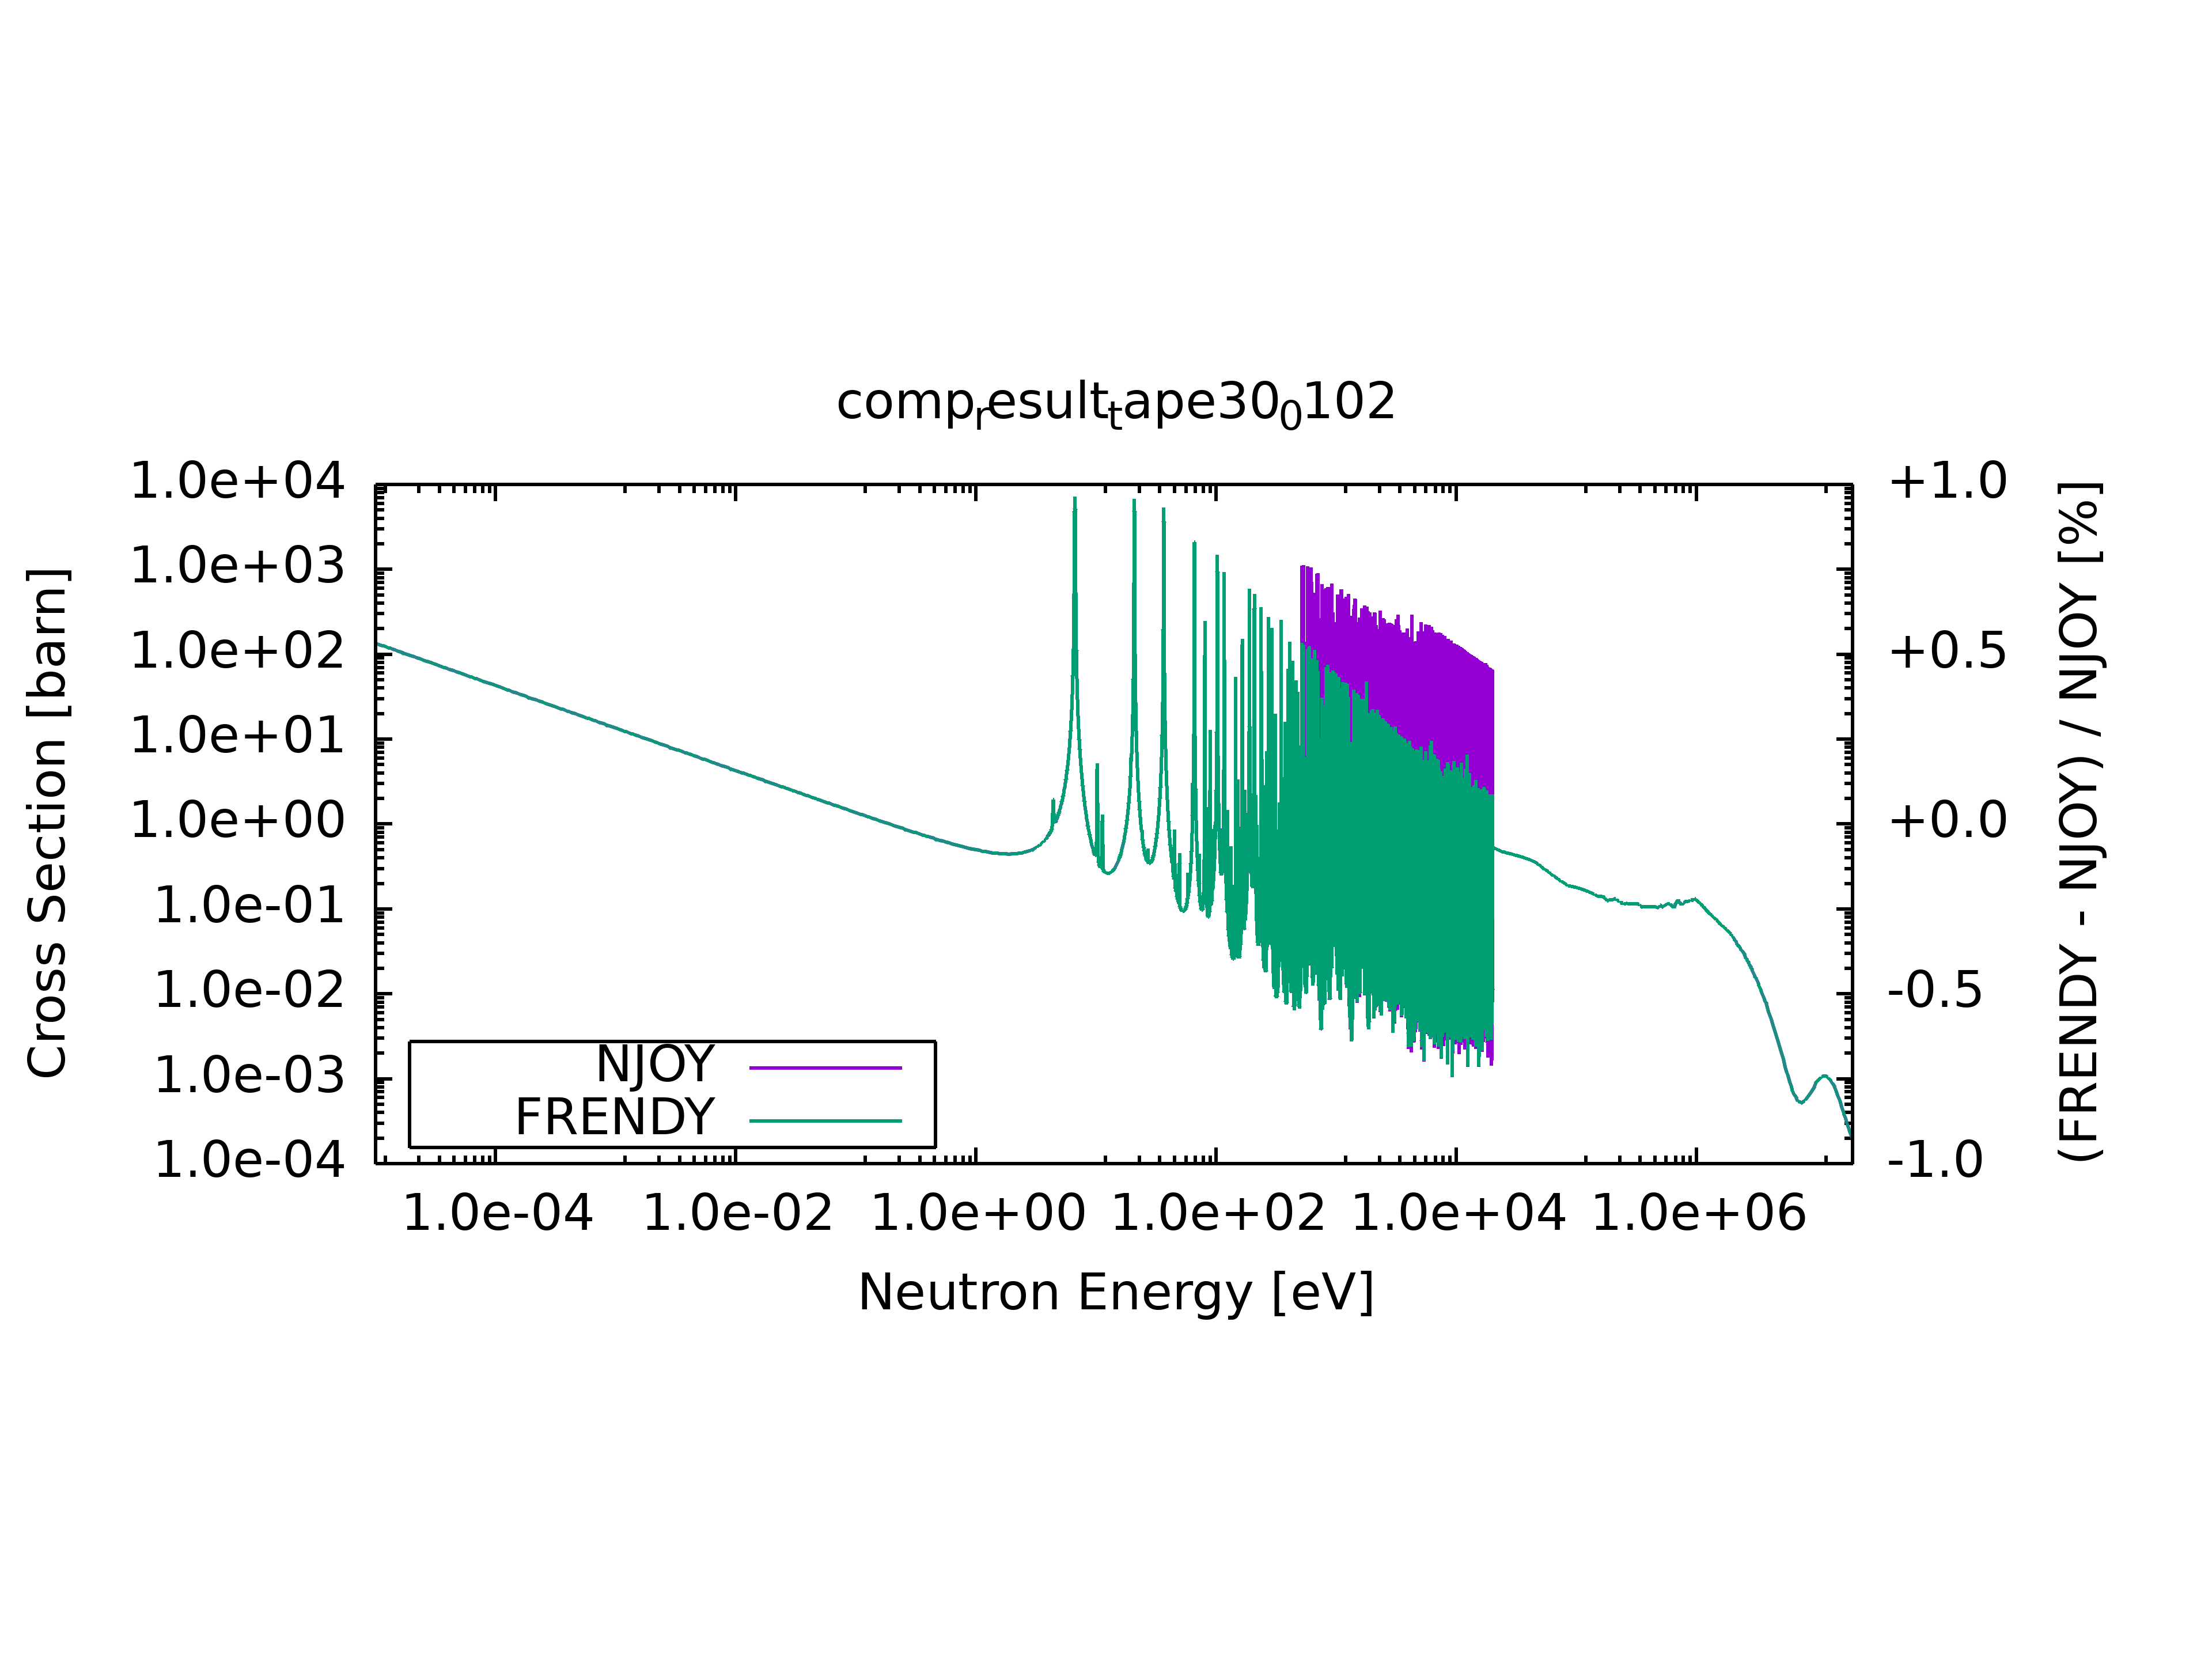 comp_result_tape30_0102
1.0e+04
1.0e+03
1.0e+02
1.0e+01
1.0e+00
1.0e-01
1.0e-02
1.0e-03
1.0e-04
Cross Section [barn]
+1.0
+0.5
+0.0
-0.5
-1.0
(FRENDY - NJOY) / NJOY [%]
NJOY
FRENDY
1.0e-04 1.0e-02 1.0e+00 1.0e+02 1.0e+04 1.0e+06
Neutron Energy [eV]